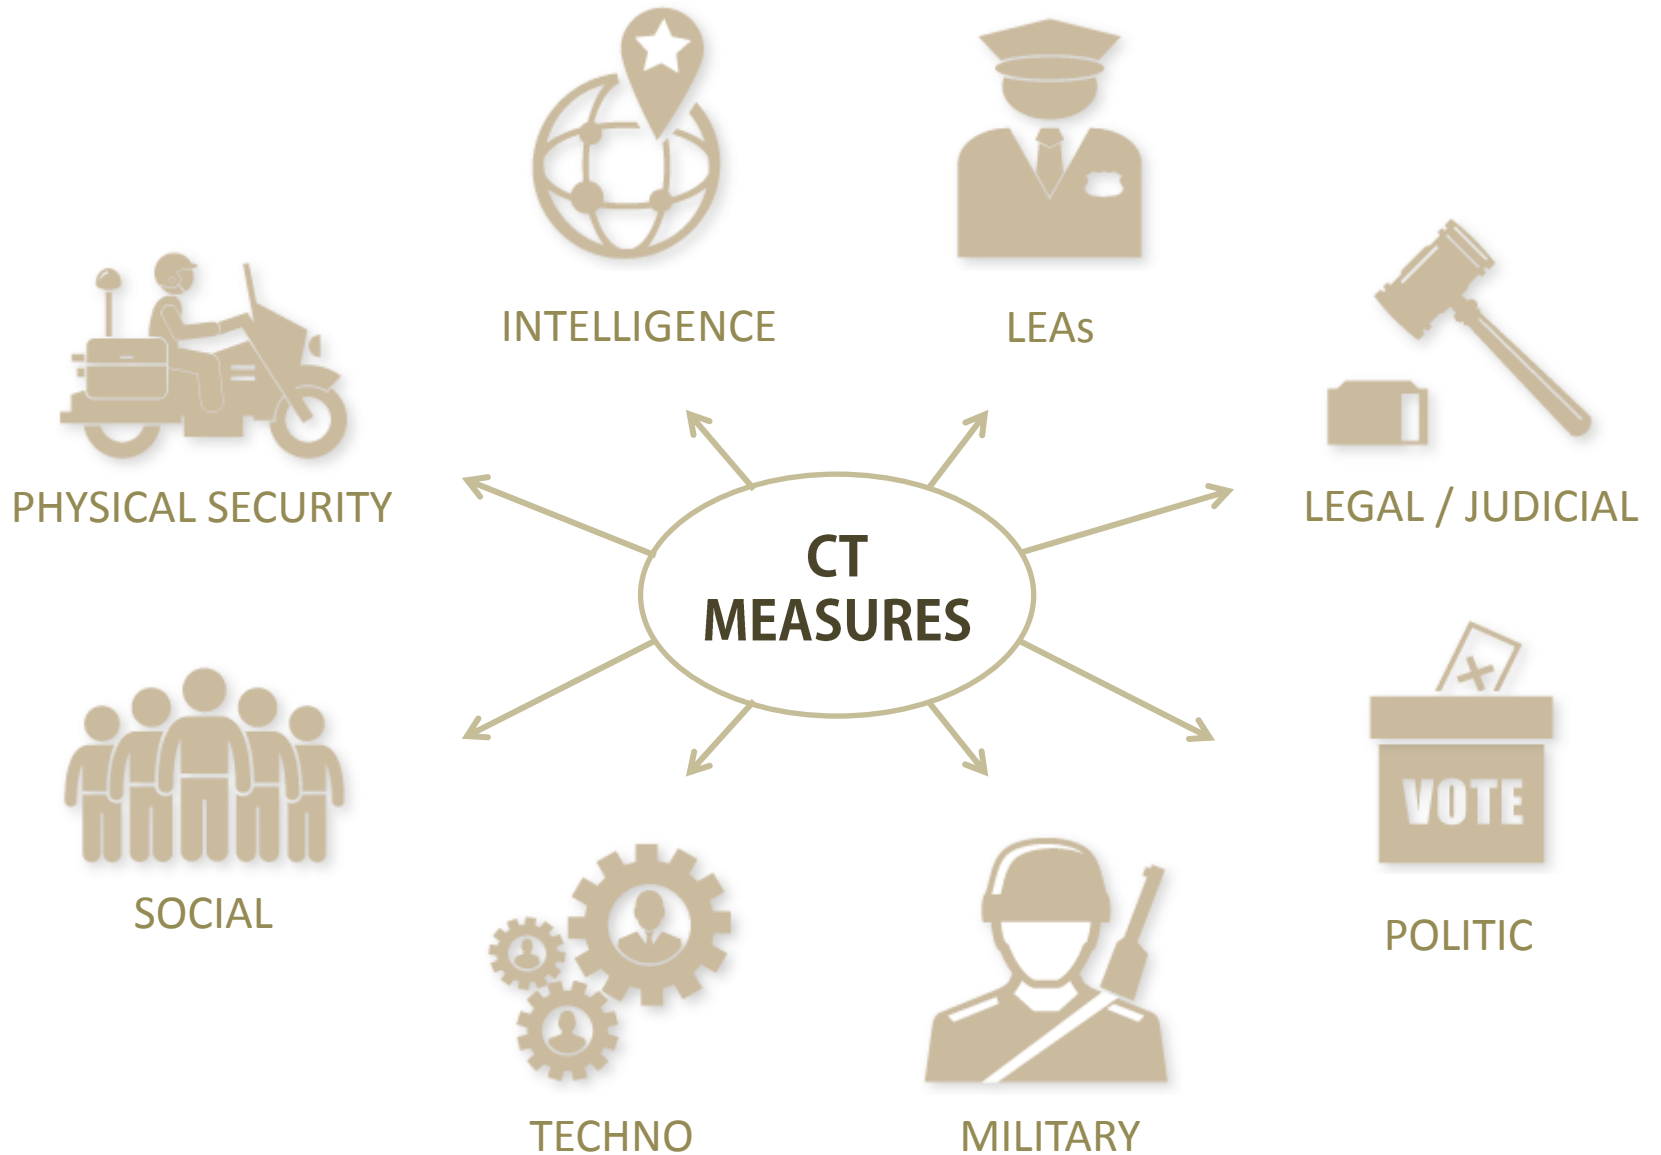 INTELLIGENCE
LEAs
PHYSICAL SECURITY
LEGAL / JUDICIAL
CT
MEASURES
VOTE
SOCIAL
POLITIC
TECHNO
MILITARY